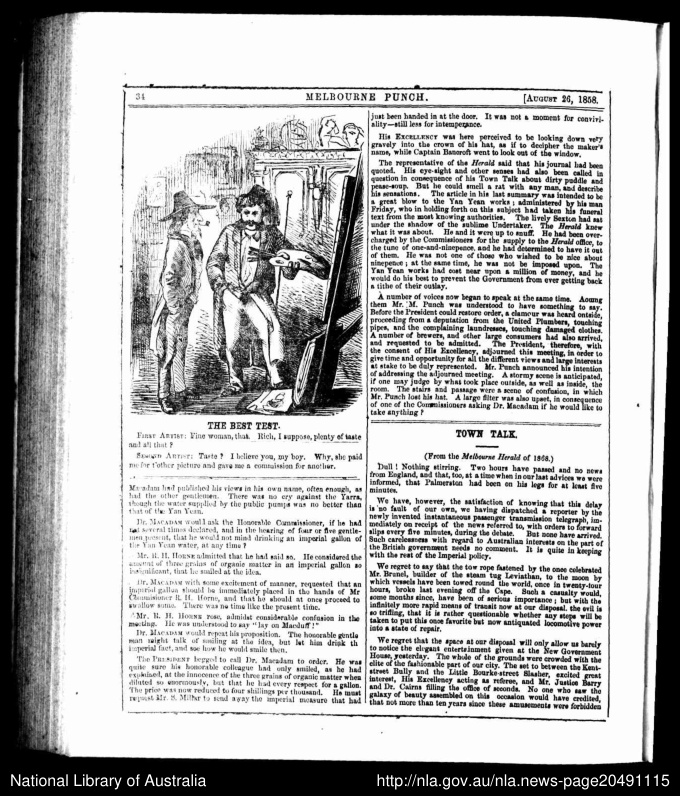 34
MELBOURNE PUNCH.
[AUGUST 26, 1858.
THE BEST TEST.
FIRST ARTIST: Fine woman, that. Rich, I suppose, plenty of taste
and all that?
SECOND ARTIST: Taste? I believe you, my boy. Why, she paid
me for t'other picture and gave me a commission for another.
Macadam had published his views in his own name, often enough, as
had the other gentlemen. There was no cry against the Yarra,
though the water supplied by the public pumps was no better than
that of the Yan Yean.
Dr. MACADAM would ask the Honorable Commissioner, if he had
not several times declared, and in the hearing of four or five gentle-
men present, that he would not mind drinking an imperial gallon of
the Yan Yean water, at any time?
Mr. R. H. HORNE admitted that he had said so. He considered the
amount of three grains of organic matter in an imperial gallon so
insignificant, that he smiled at the idea.
Dr. MACADAM with some excitement of manner, requested that an
imperial gallon should be immediately placed in the hands of Mr
Commissioner R. H. Horne, and that he should at once proceed to
swallow some. There was no time like the present time.
Mr. R. H. HORNE rose, admidst considerable confusion in the
meeting. He was understood to say "lay on Macduff!"
Dr. MACADAM would repeat his proposition. The honorable gentle
man might talk of smiling at the idea, but let him drink th
imperial fact, and see how he would smile then.
The PRESIDENT begged to call Dr. Macadam to order. He was
quite sure his honorable colleague had only smiled, as he had
explained, at the innocence of the three grains of organic matter when
diluted so enormously, but that he had every respect for a gallon.
The price was now reduced to four shillings per thousand. He must
request Mr. S. Millar to send away the imperial measure that had
just been handed in at the door. It was not a moment for convivi-
ality—still less for intemperance.
His EXCELLENCY was here perceived to be looking down very
gravely into the crown of his hat, as if to decipher the maker's
name, while Captain Bancroft went to look out of the window.
The representative of the Herald said that his journal had been
quoted. His eye-sight and other senses had also been called in
question in consequence of his Town Talk about dirty puddle and
pease-soup. But he could smell a rat with any man, and describe
his sensations. The article in his last summary was intended to be
a great blow to the Yan Yean works; administered by his man
Friday, who in holding forth on this subject had taken his funeral
text from the most knowing authorities. The lively Sexton had sat
under the shadow of the sublime Undertaker. The Herald knew
what it was about. He and it were up to snuff. He had been over-
charged by the Commissioners for the supply to the Herald office, to
the tune of one-and-ninepence, and he had determined to have it out
of them. He was not one of those who wished to be nice about
ninepence; at the same time, he was not be imposed upon. The
Yan Yean works had cost near upon a million of money, and he
would do his best to prevent the Government from ever getting back
a tithe of their outlay.
A number of voices now began to speak at the same time. Aoumg
them Mr. M. Punch was understood to have something to say.
Before the President could restore order, a clamour was heard outside,
proceeding from a deputation from the United Plumbers, touching
pipes, and the complaining laundresses, touching damaged clothes.
A number of brewers, and other large consumers had also arrived,
and requested to be admitted. The President, therefore, with
the consent of His Excellency, adjourned this meeting, in order to
give time and opportunity for all the different views and large interests
at stake to be duly represented. Mr. Punch announced his intention
of addressing the adjourned meeting. A stormy scene is anticipated,
if one may judge by what took place outside, as well as inside, the
room. The stairs and passage were a scene of confusion, in which
Mr. Punch lost his hat. A large filter was also upset, in consequence
of one of the Commissioners asking Dr. Macadam if he would like to
take anything?
TOWN TALK.
(From the Melbourne Herald of 1868.)
Dull! Nothing stirring. Two hours have passed and no news
from England, and that, too, at a time when in our last advices we were
informed, that Palmerston had been on his legs for at least five
minutes.
We have, however, the satisfaction of knowing that this delay
is no fault of our own, we having dispatched a reporter by the
newly invented instantaneous passenger transmission telegraph, im-
mediately on receipt of the news referred to, with orders to forward
slips every five minutes, during the debate. But none have arrived.
Such carelessness with regard to Australian interests on the part of
the British government needs no comment. It is quite in keeping
with the rest of the Imperial policy.
We regret to say that the tow rope fastened by the once celebrated
Mr. Brunel, builder of the steam tug Leviathan, to the moon by
which vessels have been towed round the world, once in twenty-four
hours, broke last evening off the Cape. Such a casualty would,
some months since, have been of serious importance; but with the
infinitely more rapid means of transit now at our disposal, the evil is
so trifling, that it is rather questionable whether any steps will be
taken to put this once favorite but now antiquated locomotive power
into a state of repair.
We regret that the space at our disposal will only allow us barely
to notice the elegant entertainment given at the New Government
House, yesterday. The whole of the grounds were crowded with the
elite of the fashionable part of our city. The set to between the Kent-
street Bully and the Little Bourke-street Slasher, excited great
interest, His Excellency acting as referee, and Mr. Justice Barry
and Dr. Cairns filling the office of seconds. No one who saw the
galaxy of beauty assembled on this occasion would have credited,
that not more than ten years since these amusements were forbidden
National Library of Australia
http://nla.gov.au/nla.news-page20491115